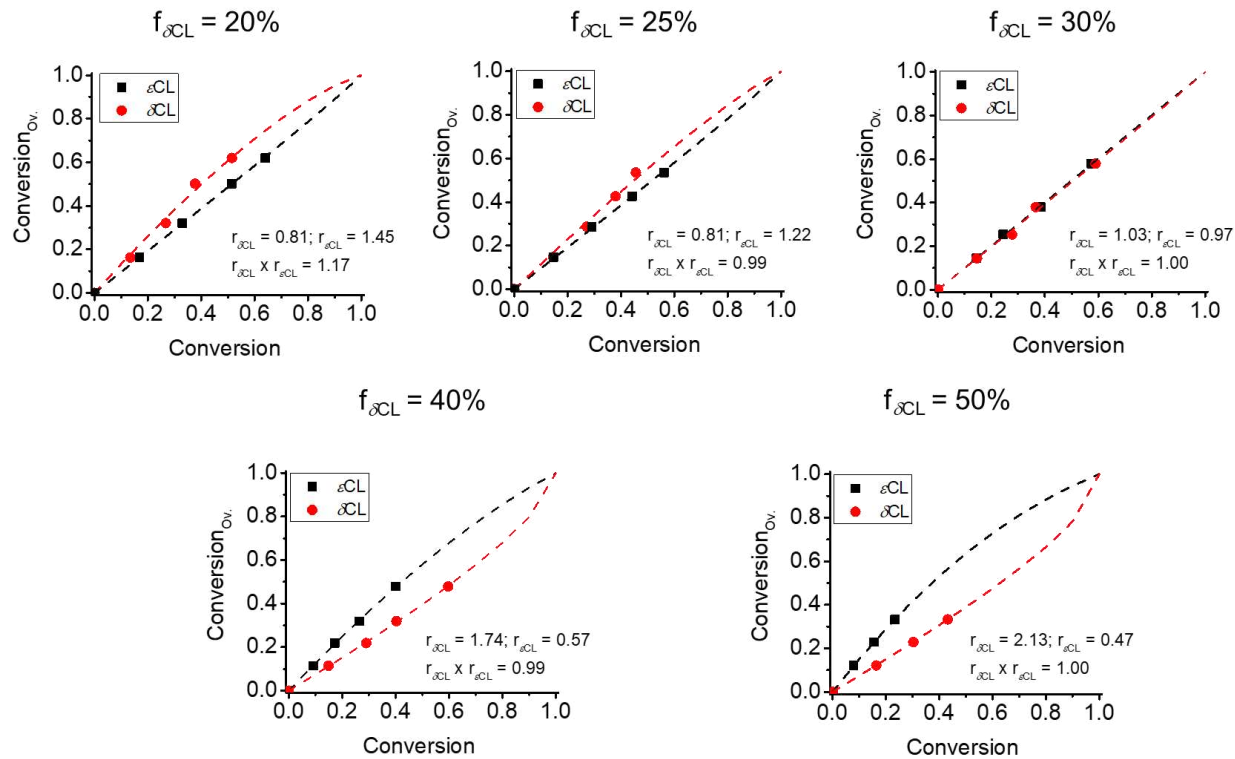 f𝛿CL = 20%
1.0
0.8
0.6
0.4
0.2
0.0
ConversionOv.
εCL
δCL
rδCL = 0.81; rεCL = 1.45
rδCL x rεCL = 1.17
0.0 0.2 0.4 0.6 0.8 1.0
Conversion
fδCL = 25%
1.0
0.8
0.6
0.4
0.2
0.0
ConversionOv.
εCL
δCL
rδCL = 0.81; rεCL = 1.22
rδCL x rεCL = 0.99
0.0 0.2 0.4 0.6 0.8 1.0
Conversion
fδCL = 30%
1.0
0.8
0.6
0.4
0.2
0.0
ConversionOv.
εCL
δCL
rδCL = 1.03; rεCL = 0.97
rδCL x rεCL = 1.00
0.0 0.2 0.4 0.6 0.8 1.0
Conversion
fδCL = 40%
1.0
0.8
0.6
0.4
0.2
0.0
ConversionOv.
εCL
δCL
rδCL = 1.74; rεCL = 0.57
rδCL x rεCL = 0.99
0.0 0.2 0.4 0.6 0.8 1.0
Conversion
fδCL = 50%
1.0
0.8
0.6
0.4
0.2
0.0
ConversionOv.
εCL
δCL
rδCL = 2.13; rεCL = 0.47
rδCL x rεCL = 1.00
0.0 0.2 0.4 0.6 0.8 1.0
Conversion